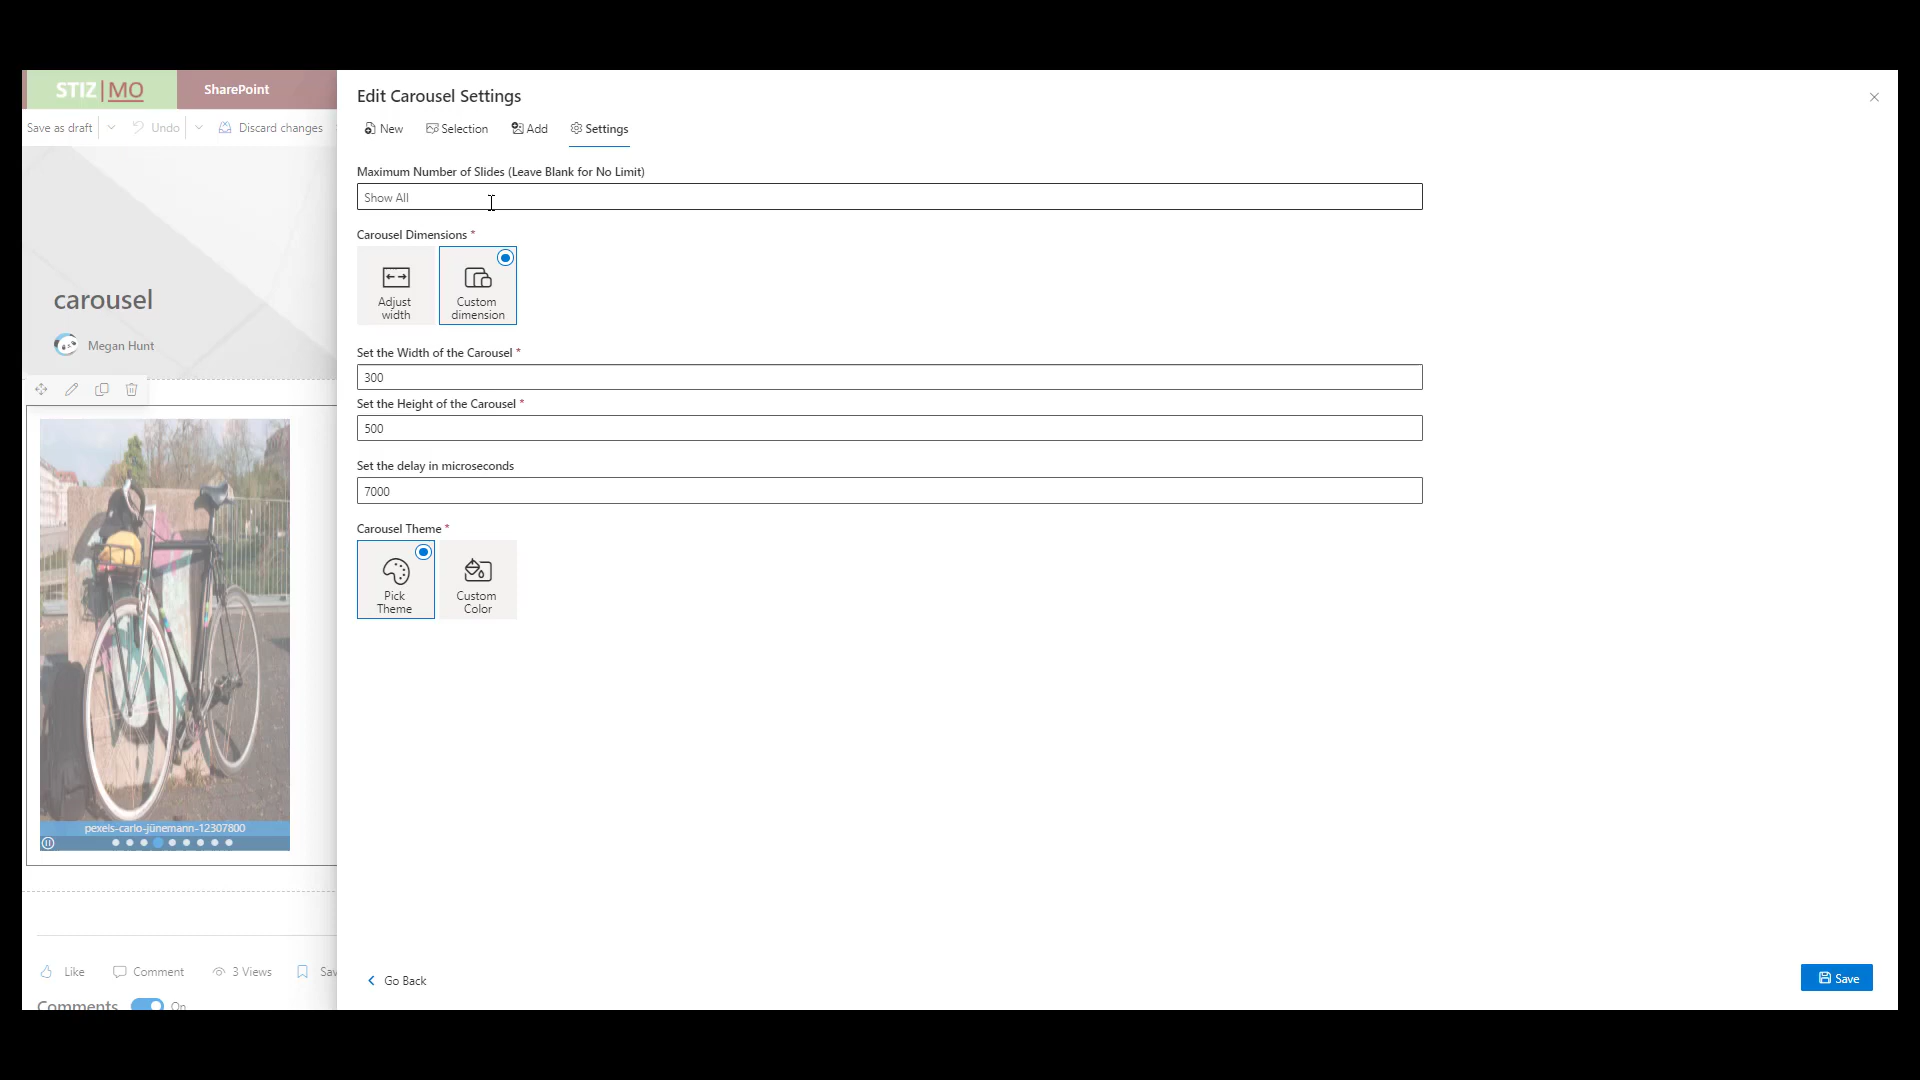 STIZ|MO
SharePoint
Save as draft
Undo
Discard changes
carousel
Megan Hunt
pexels-carlo-jünemann-12307800
Like
Comment
3 Views
Sav
Comments
On
Edit Carousel Settings
New
Selection
Add
Settings
Maximum Number of Slides (Leave Blank for No Limit)
Show All
Carousel Dimensions *
Adjust
width
Custom
dimension
Set the Width of the Carousel *
300
Set the Height of the Carousel *
500
Set the delay in microseconds
7000
Carousel Theme *
Pick
Theme
Custom
Color
Go Back
Save